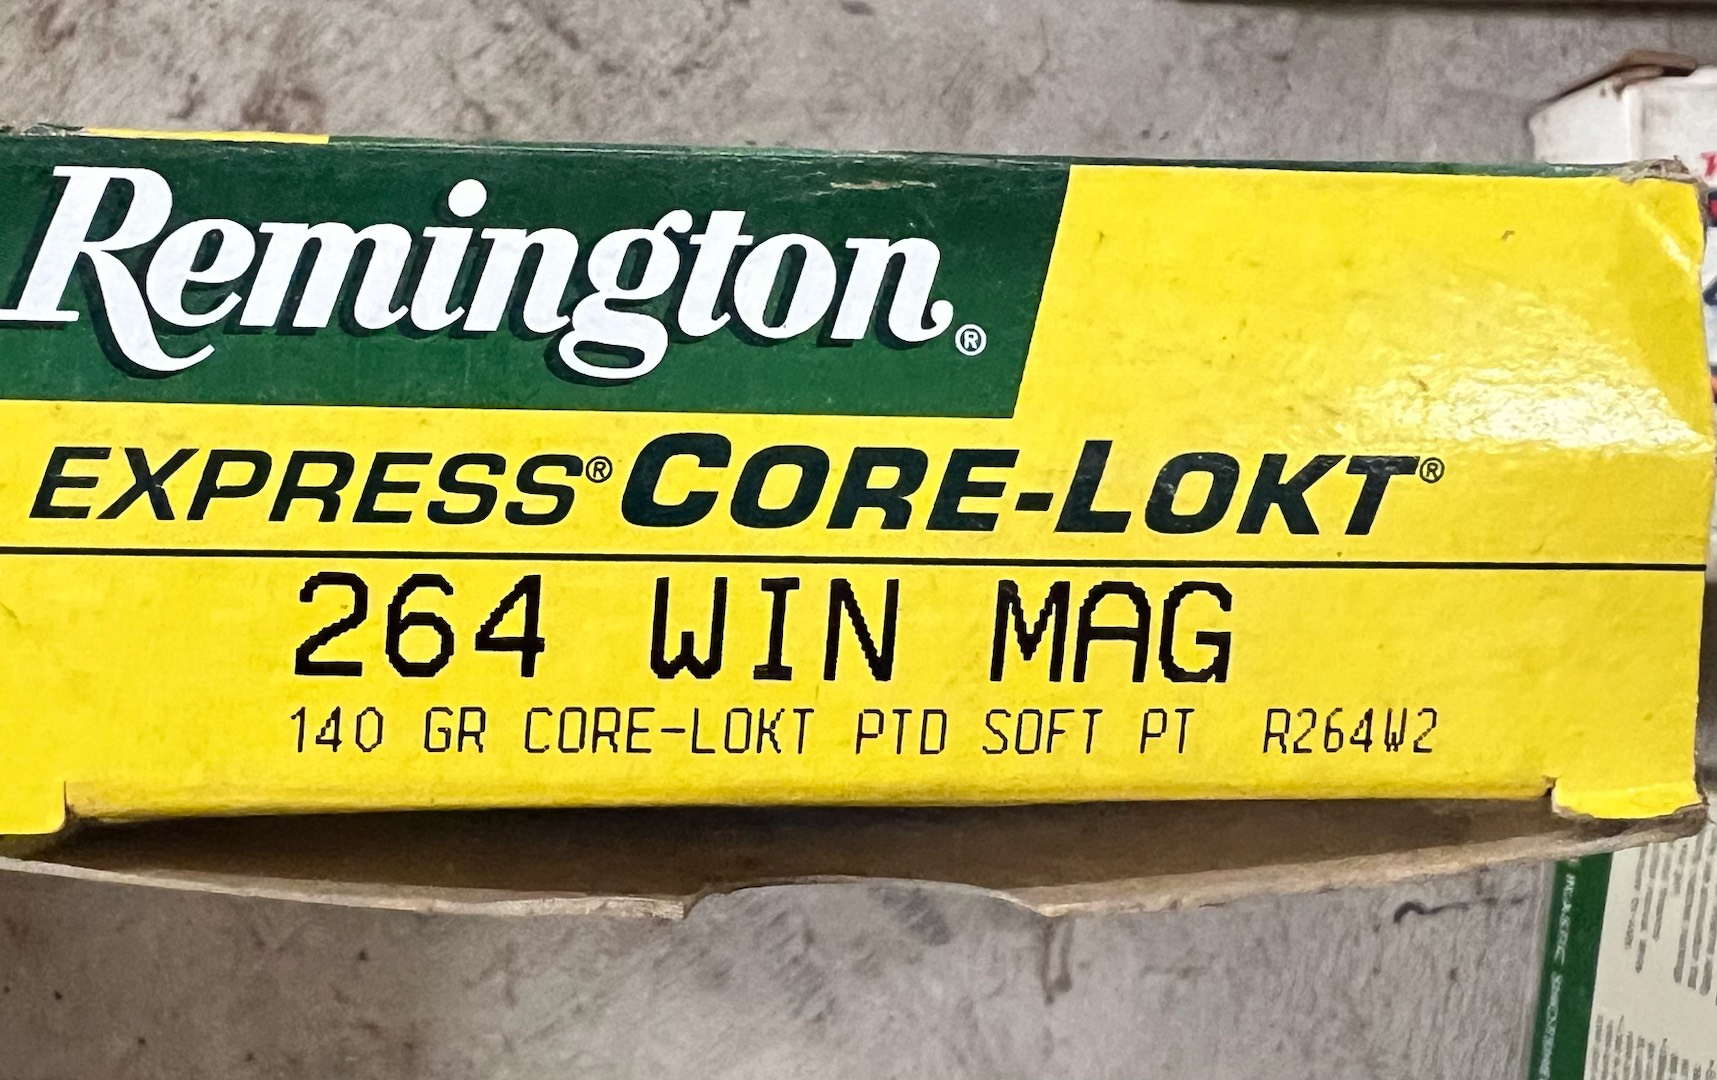 Remington®
EXPRESS® CORE-LOKT®
264 WIN MAG
140 GR CORE-LOKT PTD SOFT PT R264W2